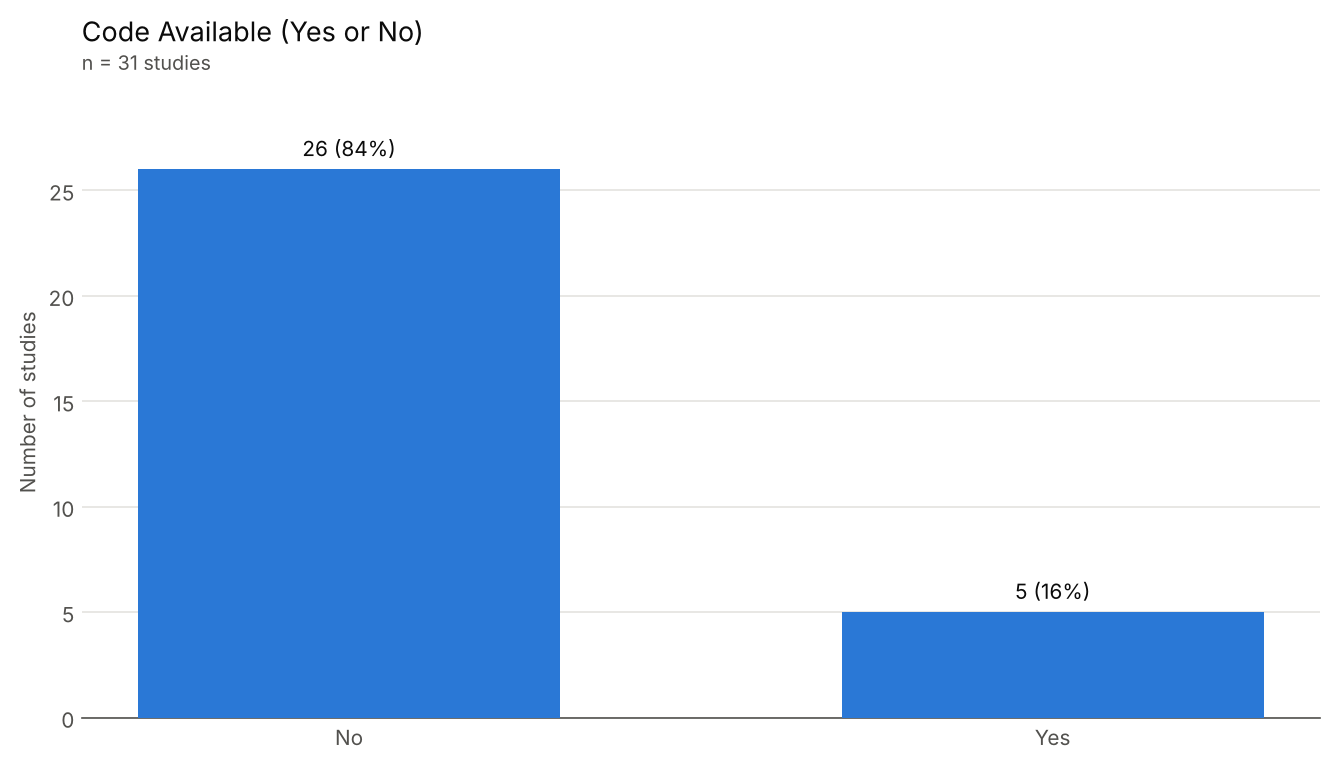 Code Available (Yes or No)
n = 31 studies
26 (84%)
25
20
15
10
5
0
Number of studies
5 (16%)
No
Yes